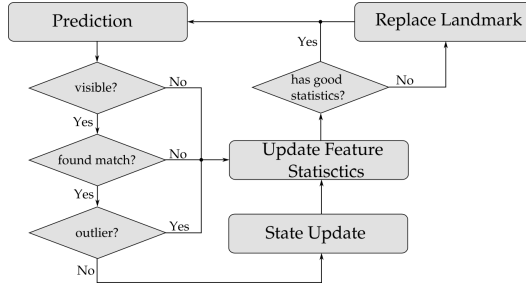 Prediction
Replace Landmark
Yes
visible?
No
has good
statistics?
No
Yes
found match?
No
Update Feature
Statisctics
Yes
outlier?
Yes
State Update
No